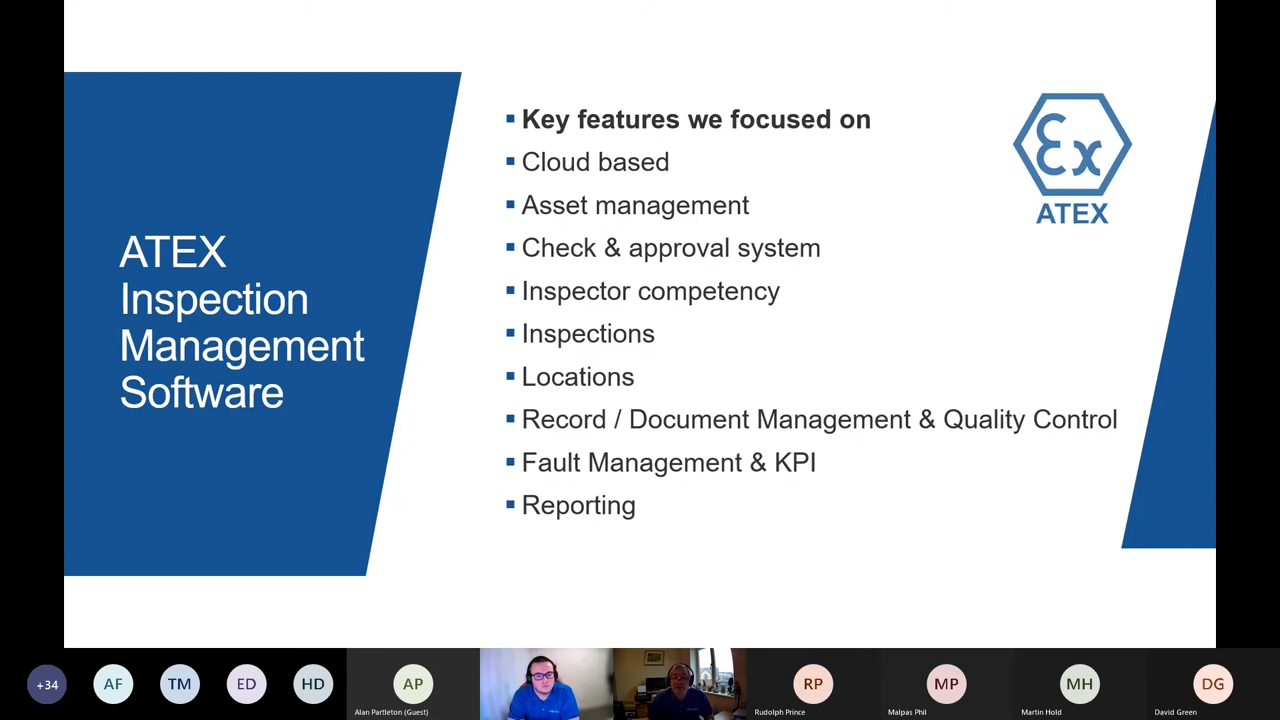 ATEX
Inspection
Management
Software
Key features we focused on
Cloud based
Asset management
Check & approval system
Inspector competency
Inspections
Locations
Record / Document Management & Quality Control
Fault Management & KPI
Reporting
Ex
ATEX
+34
AF
TM
ED
HD
AP
Alan Partleton (Guest)
RP
Rudolph Prince
MP
Malpas Phil
MH
Martin Hold
DG
David Green